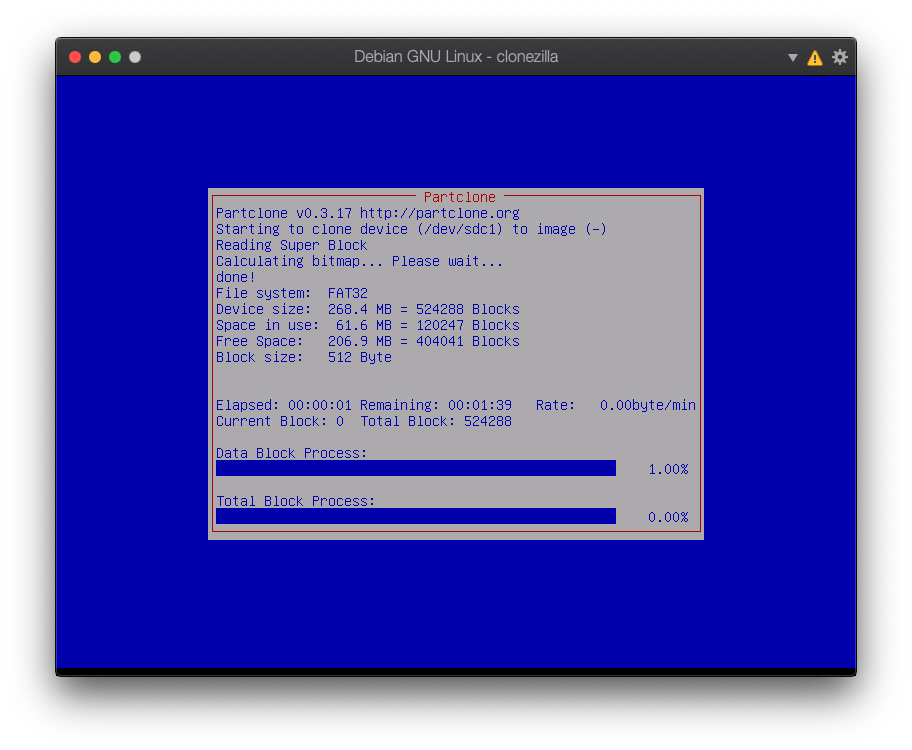 Debian GNU Linux - clonezilla
Partclone
Partclone v0.3.17 http://partclone.org
Starting to clone device (/dev/sdc1) to image (-)
Reading Super Block
Calculating bitmap... Please wait...
done!
File system:  FAT32
Device size:  268.4 MB = 524288 Blocks
Space in use:  61.6 MB = 120247 Blocks
Free Space:   206.9 MB = 404041 Blocks
Block size:   512 Byte
Elapsed: 00:00:01 Remaining: 00:01:39   Rate:   0.00byte/min
Current Block: 0  Total Block: 524288
Data Block Process:
1.00%
Total Block Process:
0.00%